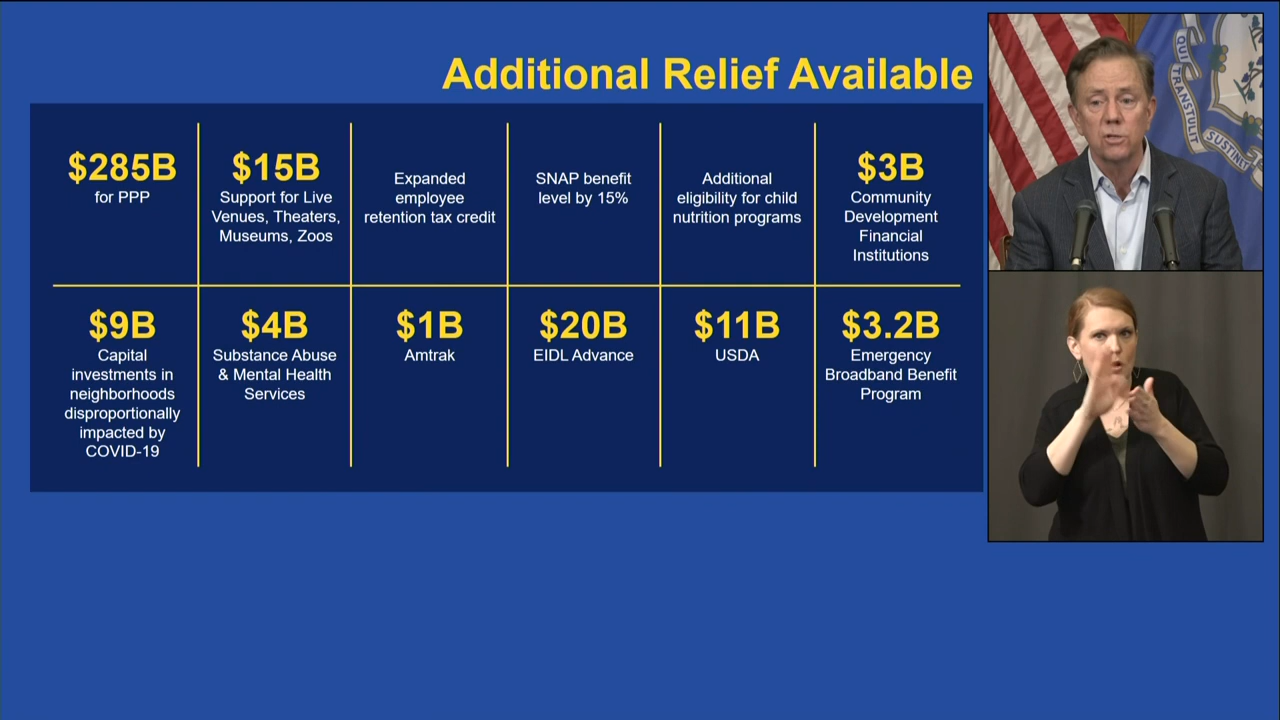 Additional Relief Available
$285B
for PPP
$15B
Support for Live
Venues, Theaters,
Museums, Zoos
Expanded
employee
retention tax credit
SNAP benefit
level by 15%
Additional
eligibility for child
nutrition programs
$3B
Community
Development
Financial
Institutions
$9B
Capital
investments in
neighborhoods
disproportionally
impacted by
COVID-19
$4B
Substance Abuse
& Mental Health
Services
$1B
Amtrak
$20B
EIDL Advance
$11B
USDA
$3.2B
Emergency
Broadband Benefit
Program
QUI TRANSTULIT
SUSTINET